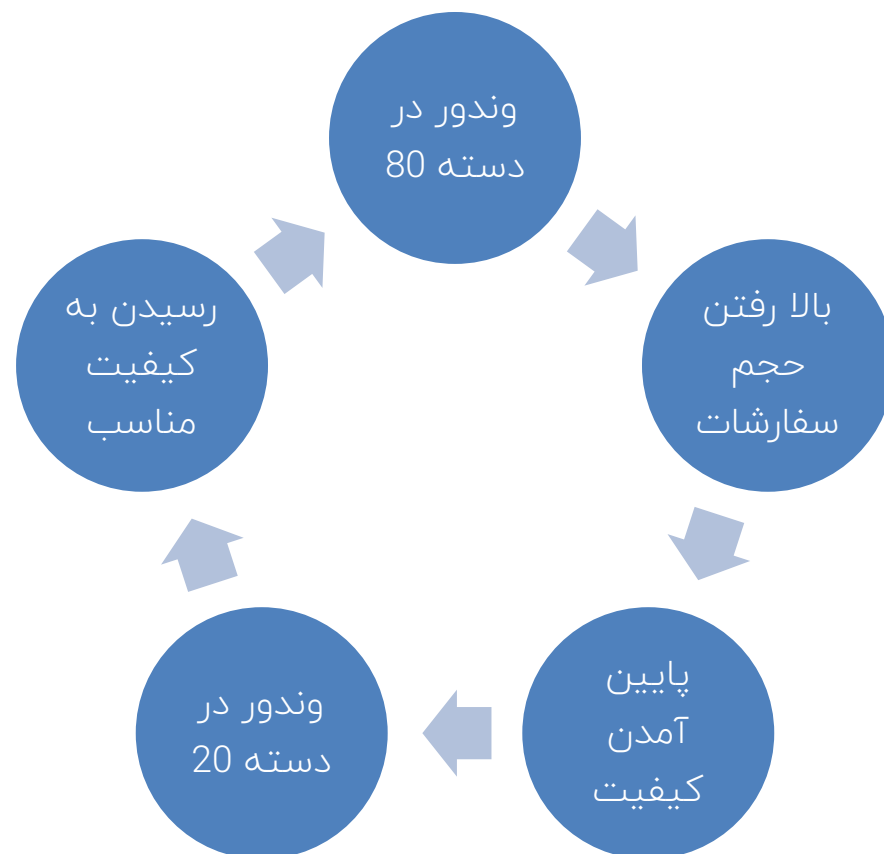 وندور در
دسته 80
بالا رفتن
حجم
سفارشات
پایین
آمدن
کیفیت
وندور در
دسته 20
رسیدن به
کیفیت
مناسب